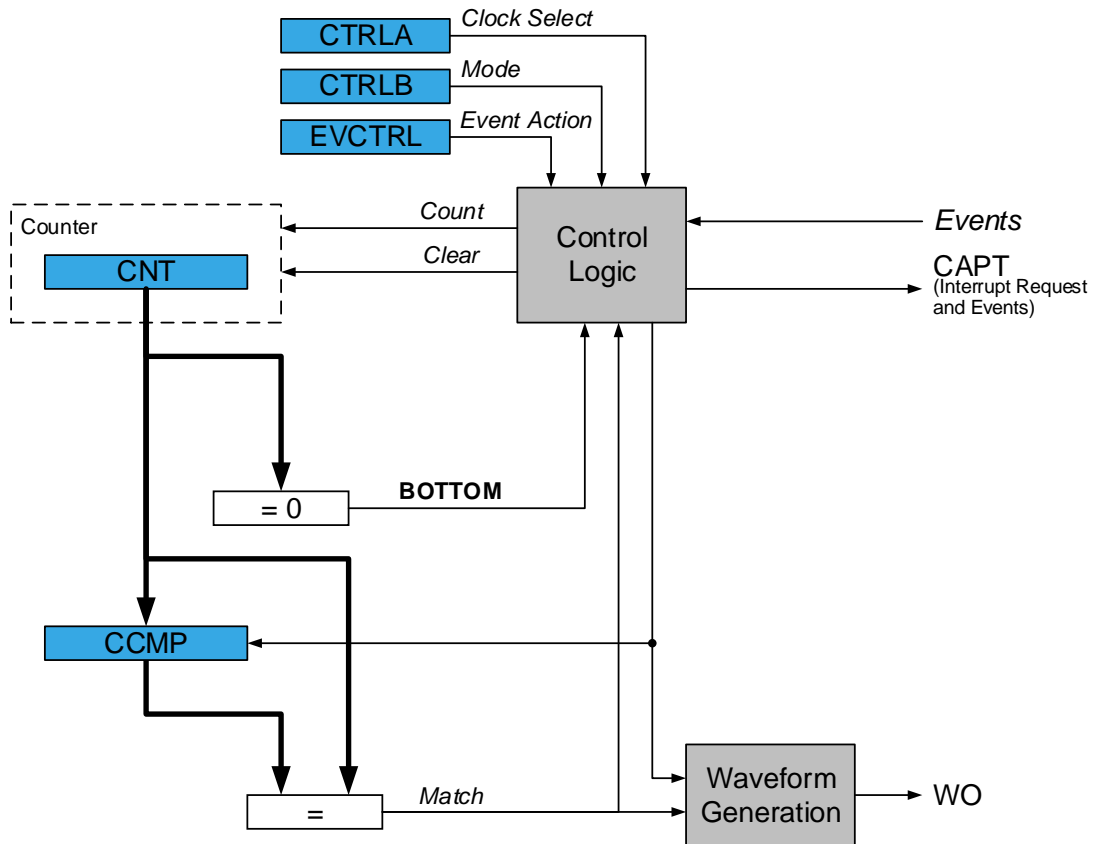 CTRLA
Clock Select
CTRLB
Mode
EVCTRL
Event Action
Counter
CNT
Count
Clear
Control
Logic
Events
CAPT
(Interrupt Request
and Events)
= 0
BOTTOM
CCMP
=
Match
Waveform
Generation
WO